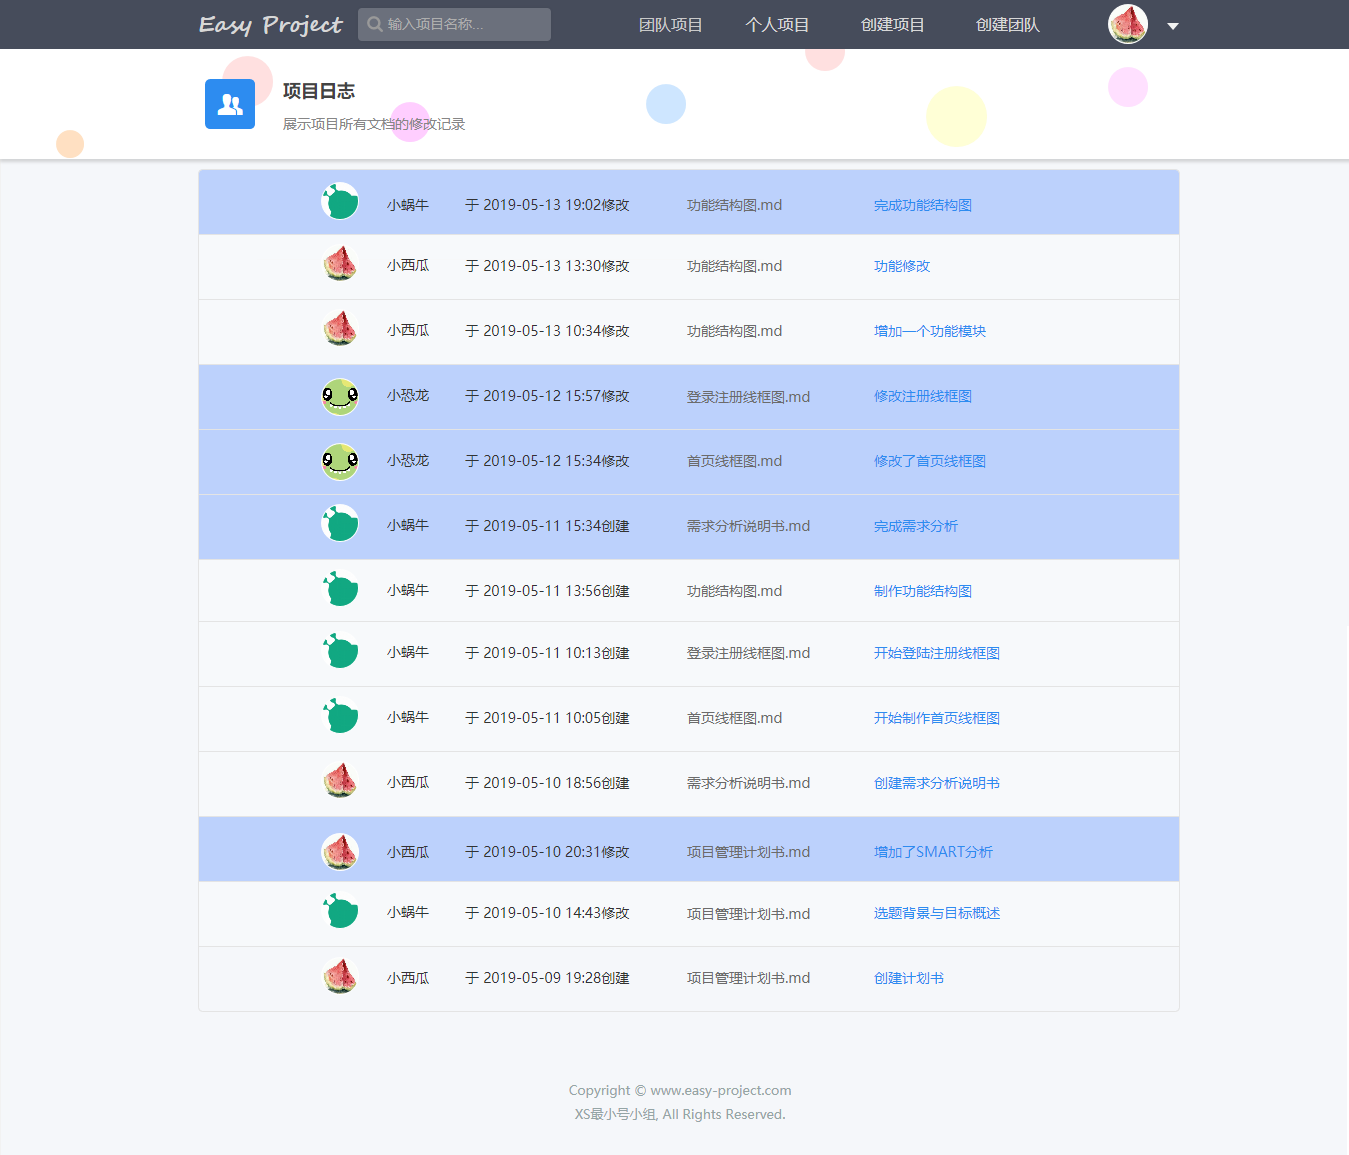 Easy Project 输入项目名称... 团队项目 个人项目 创建项目 创建团队
项目日志
展示项目所有文档的修改记录
小蜗牛 于 2019-05-13 19:02修改 功能结构图.md 完成功能结构图
小西瓜 于 2019-05-13 13:30修改 功能结构图.md 功能修改
小西瓜 于 2019-05-13 10:34修改 功能结构图.md 增加一个功能模块
小恐龙 于 2019-05-12 15:57修改 登录注册线框图.md 修改注册线框图
小恐龙 于 2019-05-12 15:34修改 首页线框图.md 修改了首页线框图
小蜗牛 于 2019-05-11 15:34创建 需求分析说明书.md 完成需求分析
小蜗牛 于 2019-05-11 13:56创建 功能结构图.md 制作功能结构图
小蜗牛 于 2019-05-11 10:13创建 登录注册线框图.md 开始登陆注册线框图
小蜗牛 于 2019-05-11 10:05创建 首页线框图.md 开始制作首页线框图
小西瓜 于 2019-05-10 18:56创建 需求分析说明书.md 创建需求分析说明书
小西瓜 于 2019-05-10 20:31修改 项目管理计划书.md 增加了SMART分析
小蜗牛 于 2019-05-10 14:43修改 项目管理计划书.md 选题背景与目标概述
小西瓜 于 2019-05-09 19:28创建 项目管理计划书.md 创建计划书
Copyright © www.easy-project.com
XS最小号小组, All Rights Reserved.